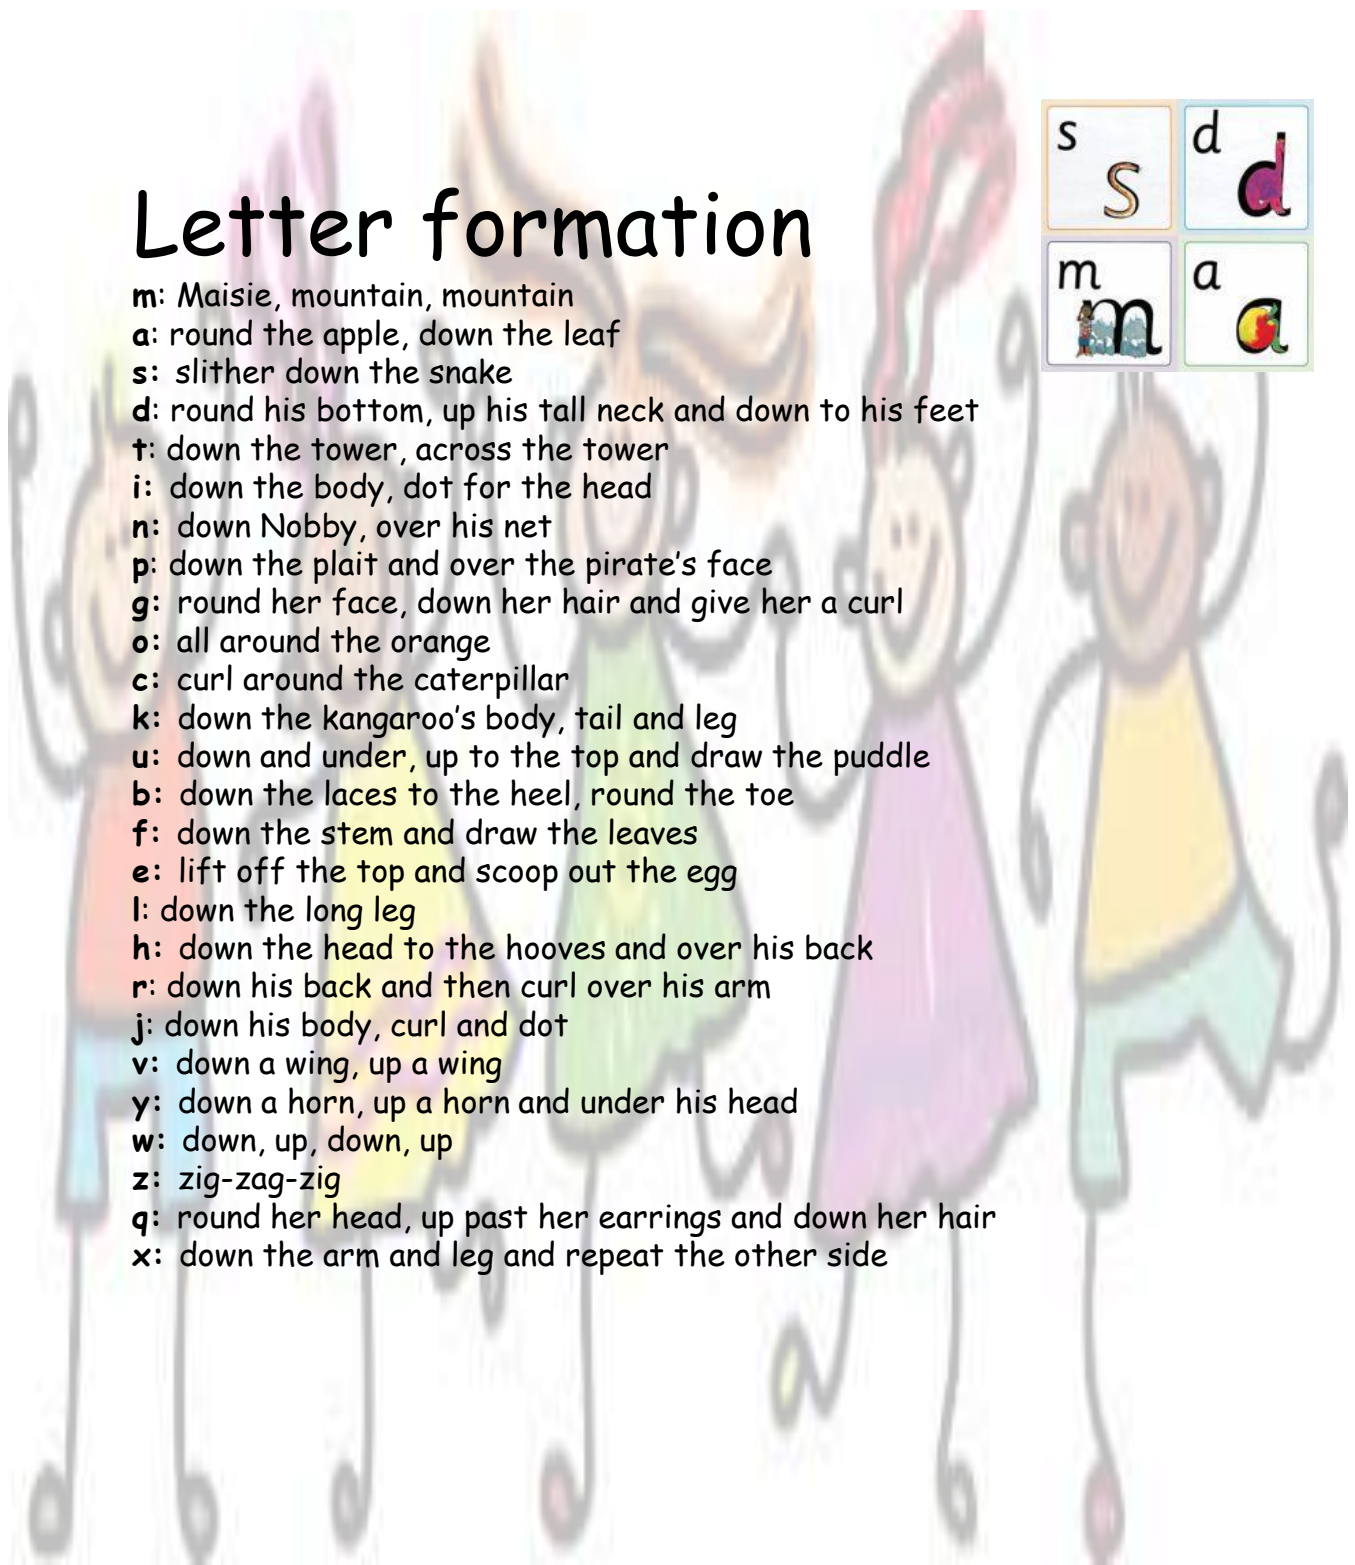 s
d
s
d
Letter formation
m
a
m
a
m: Maisie, mountain, mountain
a: round the apple, down the leaf
s: slither down the snake
d: round his bottom, up his tall neck and down to his feet
t: down the tower, across the tower
i: down the body, dot for the head
n: down Nobby, over his net
p: down the plait and over the pirate's face
g: round her face, down her hair and give her a curl
o: all around the orange
c: curl around the caterpillar
k: down the kangaroo's body, tail and leg
u: down and under, up to the top and draw the puddle
b: down the laces to the heel, round the toe
f: down the stem and draw the leaves
e: lift off the top and scoop out the egg
l: down the long leg
h: down the head to the hooves and over his back
r: down his back and then curl over his arm
j: down his body, curl and dot
v: down a wing, up a wing
y: down a horn, up a horn and under his head
w: down, up, down, up
z: zig-zag-zig
q: round her head, up past her earrings and down her hair
x: down the arm and leg and repeat the other side